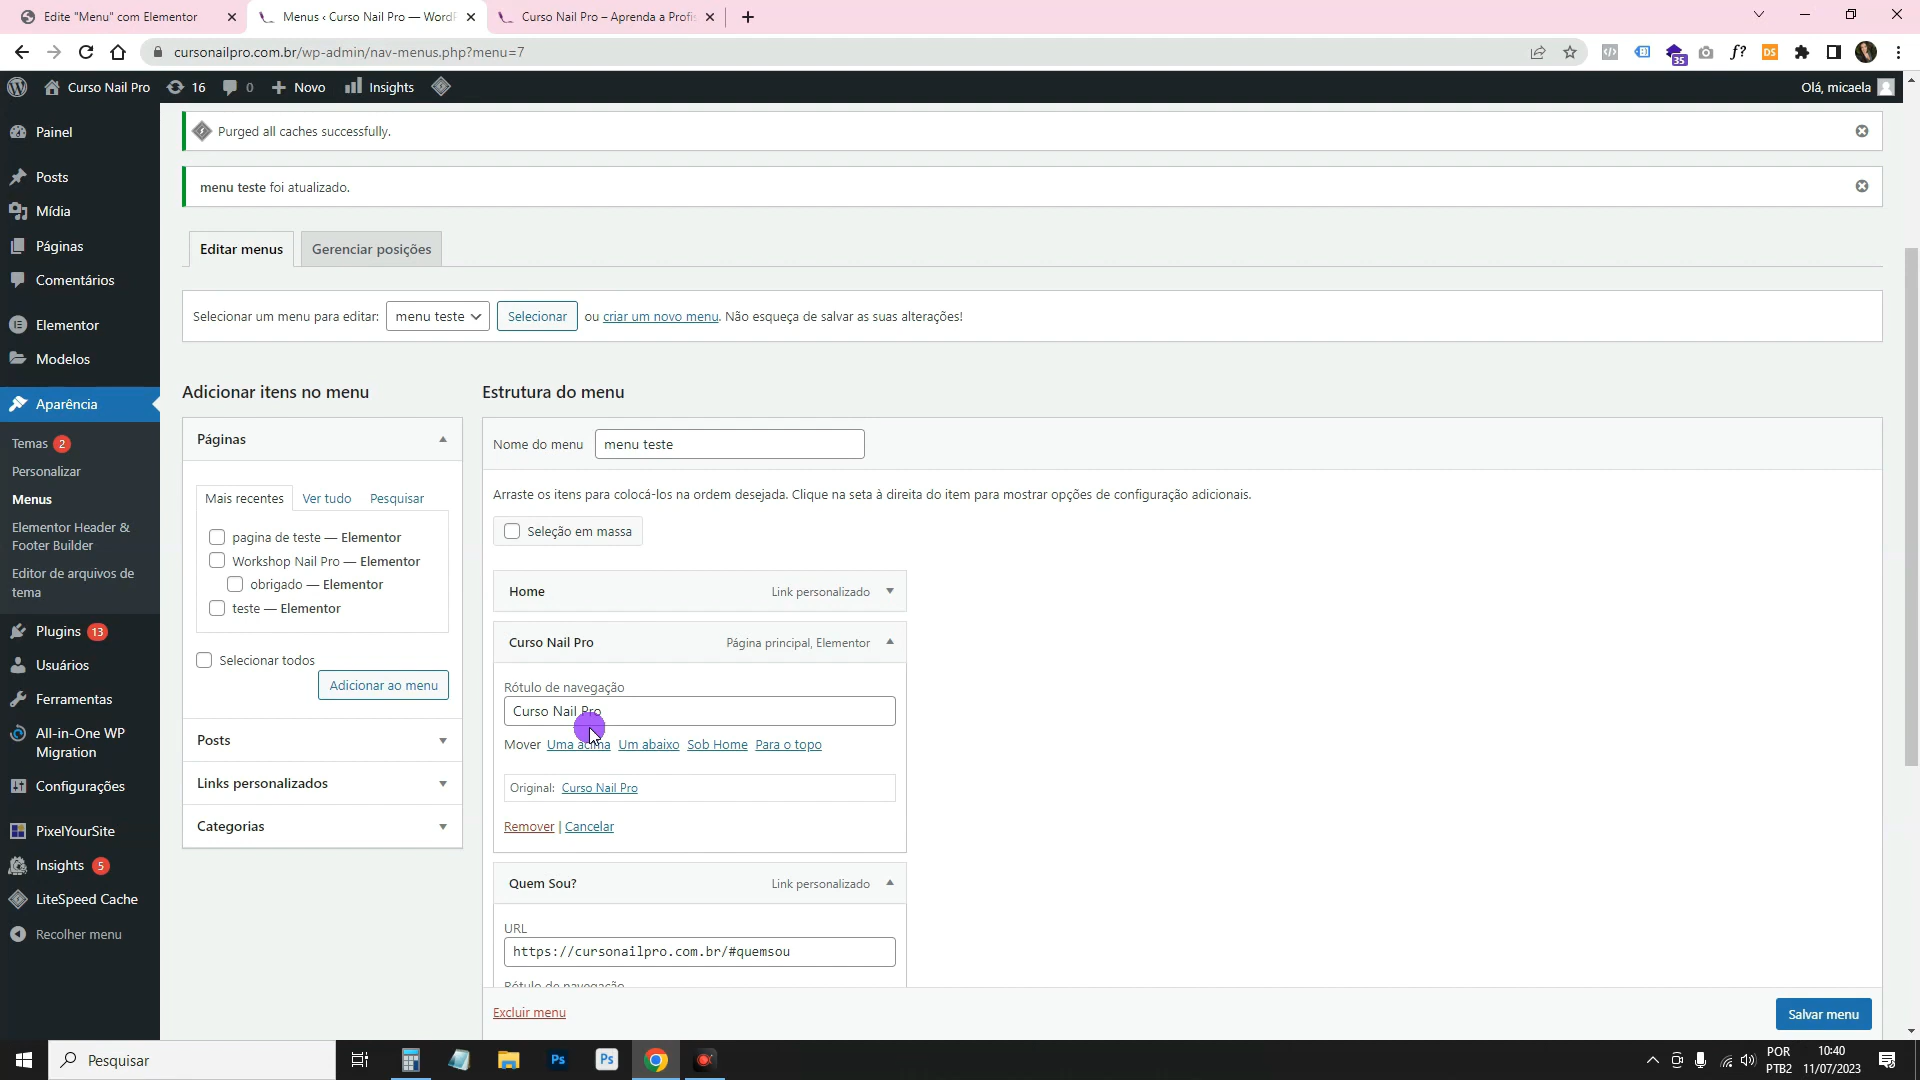 Edite "Menu" com Elementor
Menus ‹ Curso Nail Pro — WordP
Curso Nail Pro – Aprenda a Profis
cursonailpro.com.br/wp-admin/nav-menus.php?menu=7
35
f?
DS
Curso Nail Pro
16
0
Novo
Insights
Olá, micaela
Painel
Posts
Mídia
Páginas
Comentários
Elementor
Modelos
Aparência
Temas 2
Personalizar
Menus
Elementor Header &
Footer Builder
Editor de arquivos de
tema
Plugins 13
Usuários
Ferramentas
All-in-One WP
Migration
Configurações
PixelYourSite
Insights 5
LiteSpeed Cache
Recolher menu
Purged all caches successfully.
menu teste foi atualizado.
Editar menus
Gerenciar posições
Selecionar um menu para editar: menu teste Selecionar ou criar um novo menu. Não esqueça de salvar as suas alterações!
Adicionar itens no menu
Páginas
Mais recentes Ver tudo Pesquisar
pagina de teste — Elementor
Workshop Nail Pro — Elementor
obrigado — Elementor
teste — Elementor
Selecionar todos
Adicionar ao menu
Posts
Links personalizados
Categorias
Estrutura do menu
Nome do menu menu teste
Arraste os itens para colocá-los na ordem desejada. Clique na seta à direita do item para mostrar opções de configuração adicionais.
Seleção em massa
Home Link personalizado
Curso Nail Pro Página principal, Elementor
Rótulo de navegação
Curso Nail Pro
Mover Uma acima Um abaixo Sob Home Para o topo
Original: Curso Nail Pro
Remover | Cancelar
Quem Sou? Link personalizado
URL
https://cursonailpro.com.br/#quemsou
Rótulo de navegação
Excluir menu
Salvar menu
Pesquisar
Ps
Ps
POR
PTB2
10:40
11/07/2023